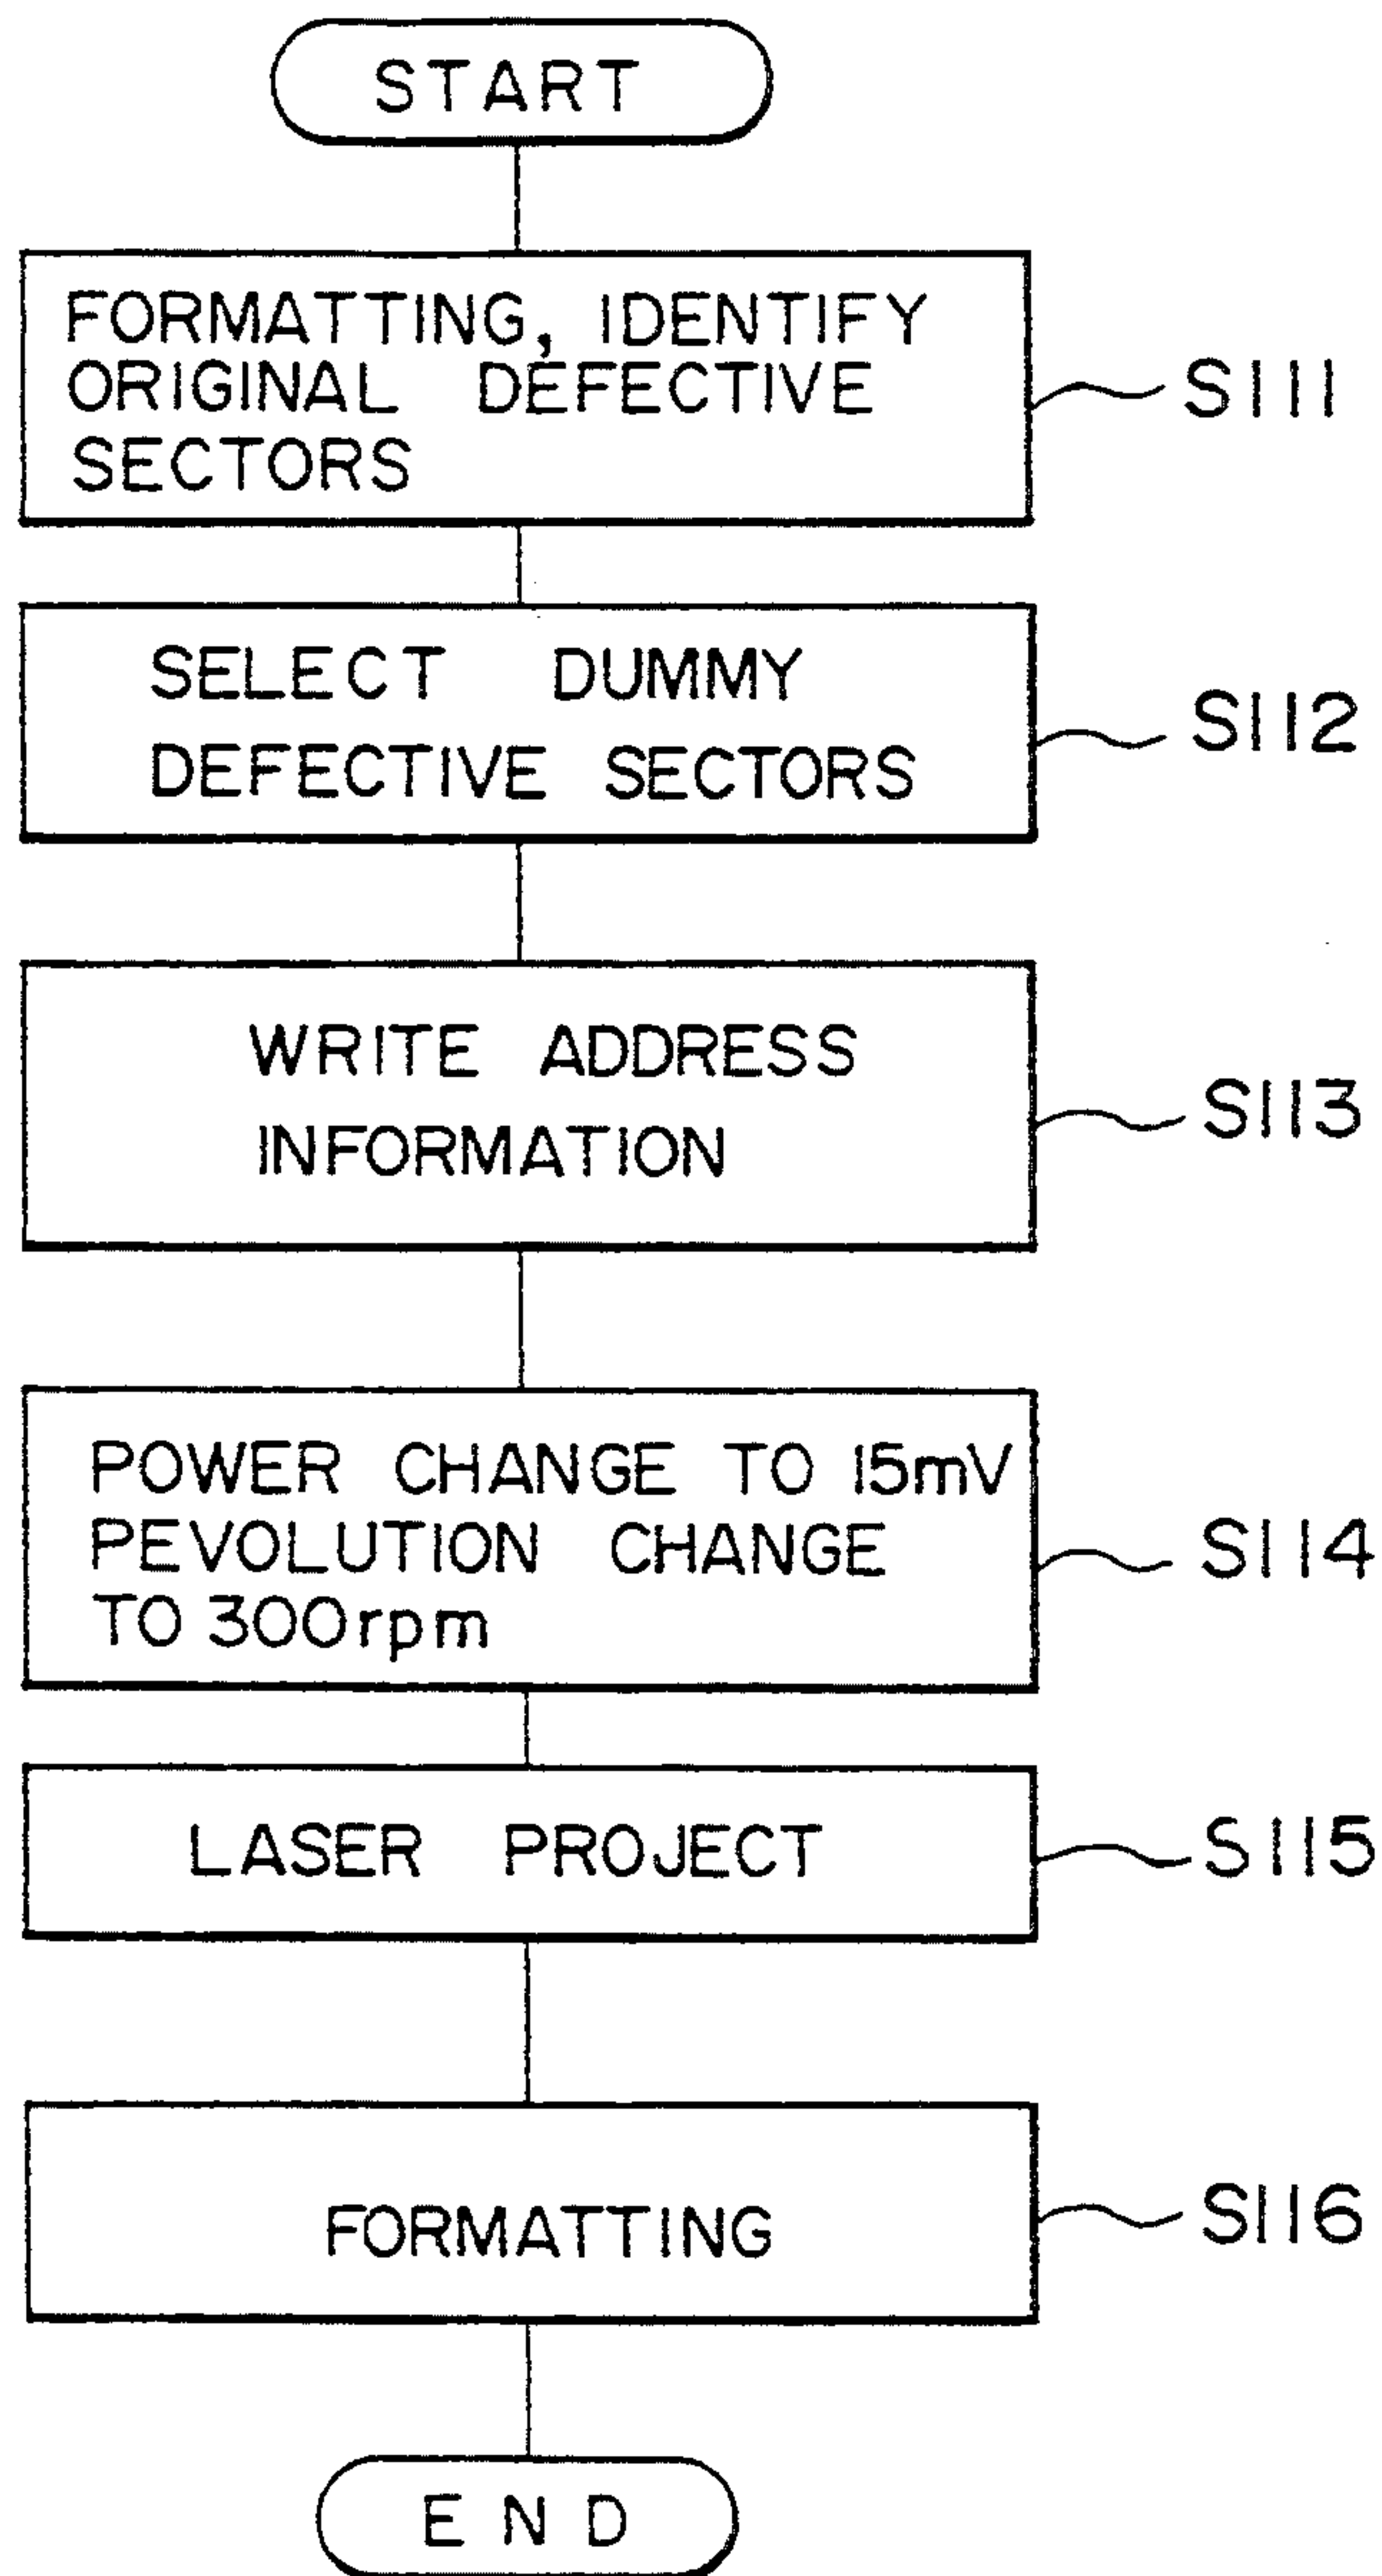 START
FORMATTING, IDENTIFY
ORIGINAL DEFECTIVE
SECTORS
S111
SELECT DUMMY
DEFECTIVE SECTORS
S112
WRITE ADDRESS
INFORMATION
S113
POWER CHANGE TO 15mV
PEVOLUTION CHANGE
TO 300rpm
S114
LASER PROJECT
S115
FORMATTING
S116
END